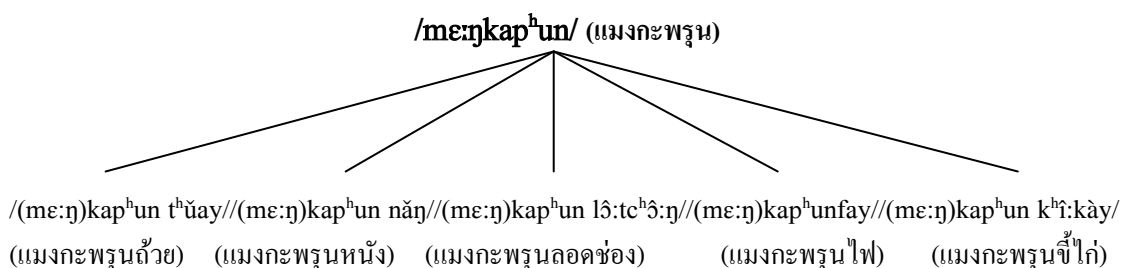 /mɛːŋkapʰun/ (แมงกะพรุน)
/(mɛːŋ)kapʰun tʰǔay//(mɛːŋ)kapʰun nǎŋ//(mɛːŋ)kapʰun lɔ̂ːtcʰɔ̂ːŋ//(mɛːŋ)kapʰunfay//(mɛːŋ)kapʰun kʰîːkày/
(แมงกะพรุนถ้วย) (แมงกะพรุนหนัง) (แมงกะพรุนลอดช่อง) (แมงกะพรุนไฟ) (แมงกะพรุนขี้ไก่)